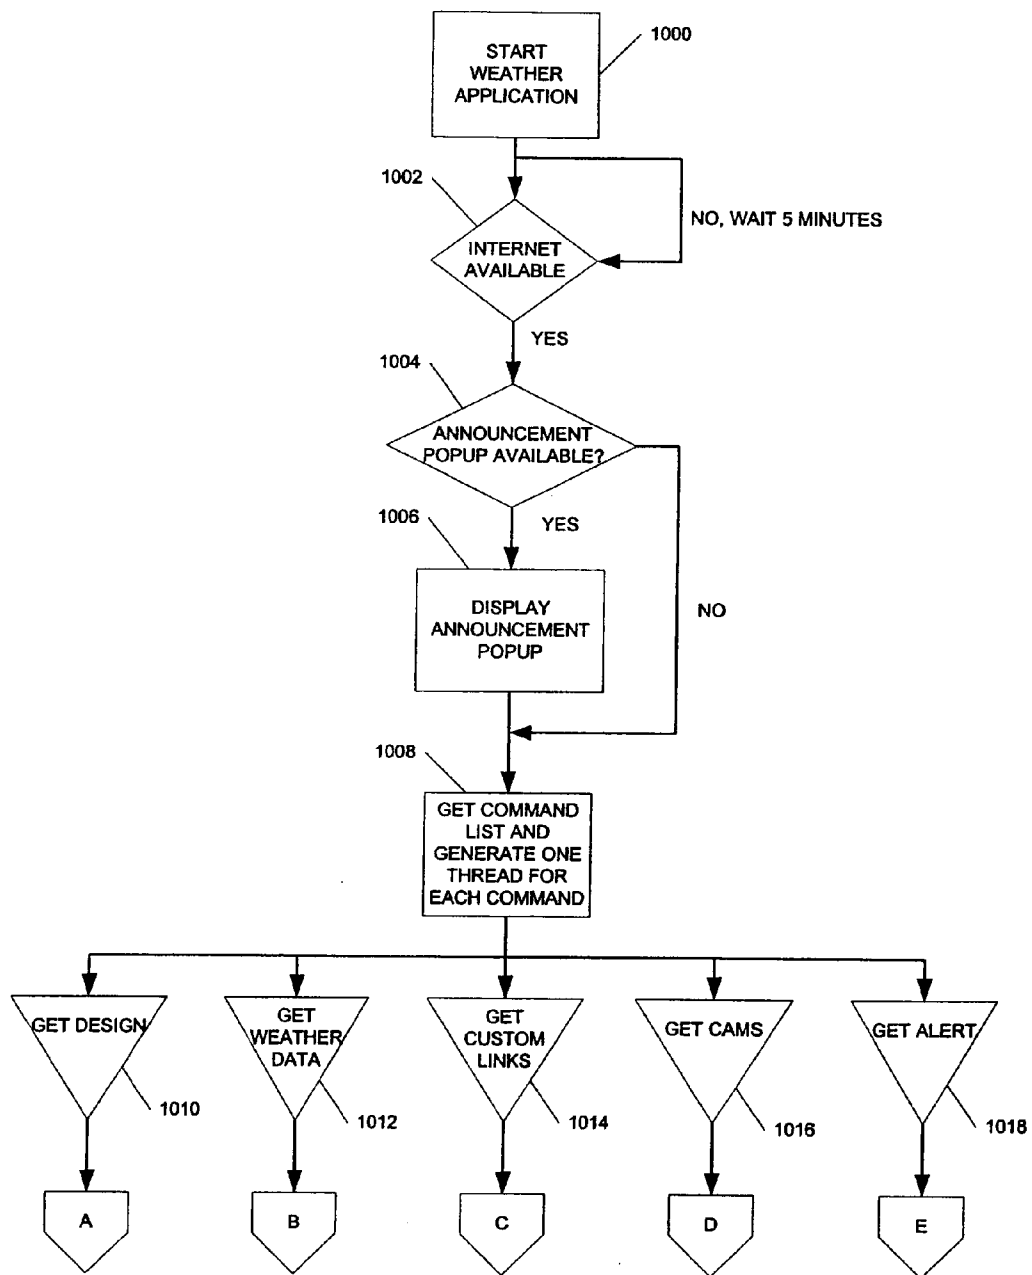 START
WEATHER
APPLICATION
1000
1002
NO, WAIT 5 MINUTES
INTERNET
AVAILABLE
YES
1004
ANNOUNCEMENT
POPUP AVAILABLE?
1006
YES
DISPLAY
ANNOUNCEMENT
POPUP
NO
1008
GET COMMAND
LIST AND
GENERATE ONE
THREAD FOR
EACH COMMAND
GET DESIGN
1010
GET
WEATHER
DATA
1012
GET
CUSTOM
LINKS
1014
GET CAMS
1016
GET ALERT
1018
A
B
C
D
E